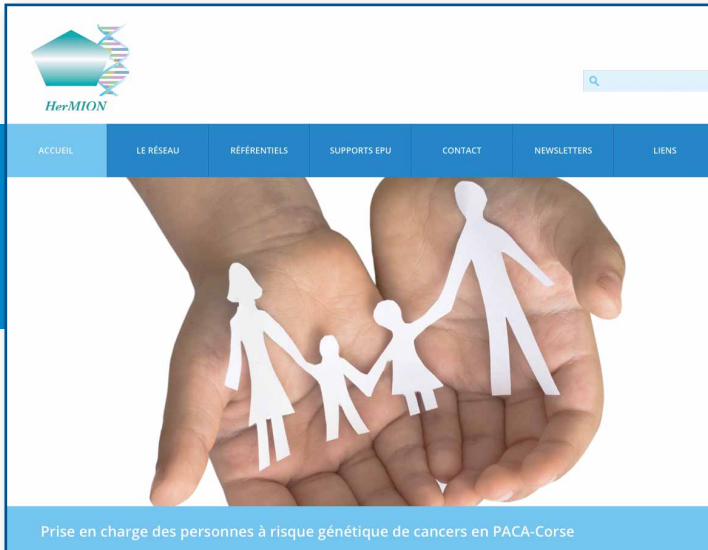 HerMION
ACCUEIL LE RÉSEAU RÉFÉRENTIELS SUPPORTS EPU CONTACT NEWSLETTERS LIENS
Prise en charge des personnes à risque génétique de cancers en PACA-Corse